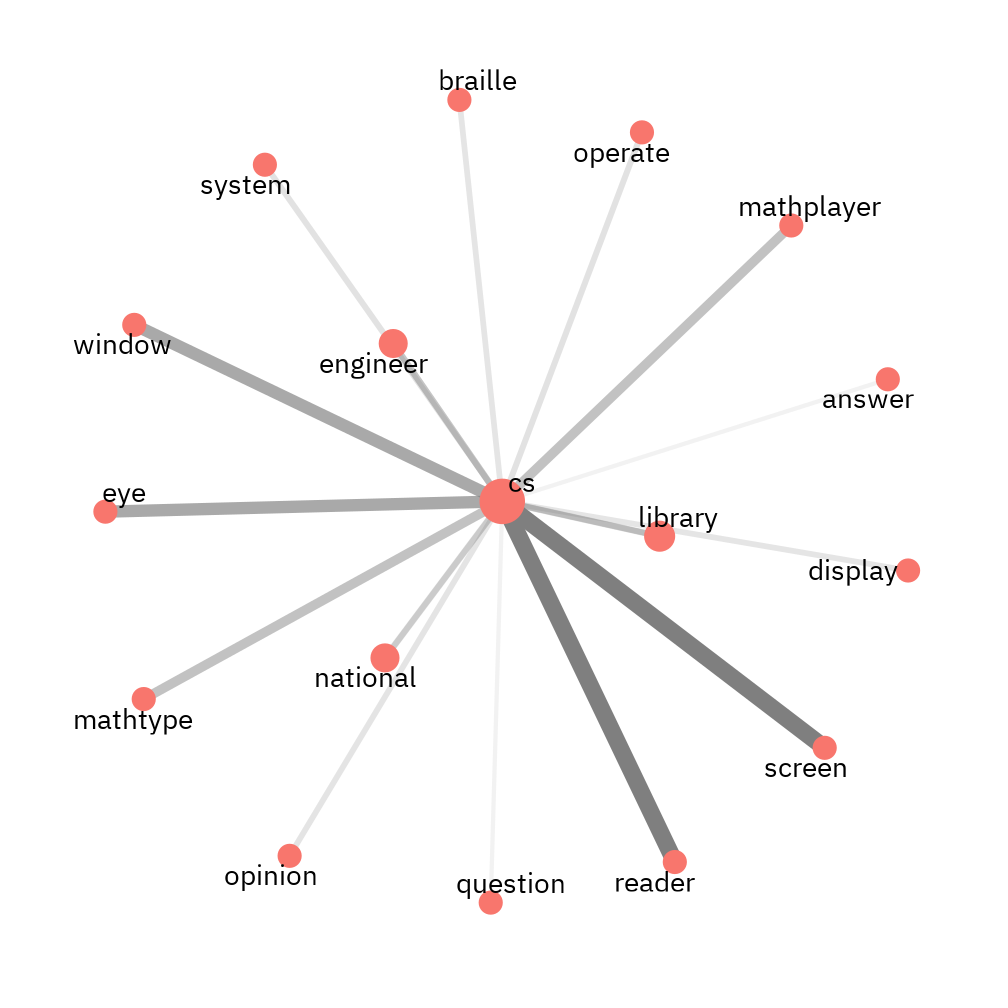 braille
operate
system
mathplayer
window
engineer
answer
cs
eye
library
display
national
mathtype
screen
opinion
question
reader